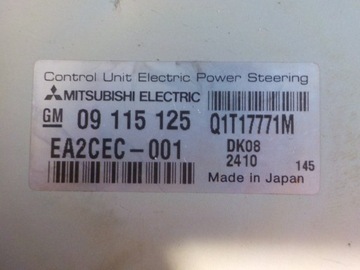 Control Unit Electric Power Steering
MITSUBISHI ELECTRIC
GM 09 115 125 Q1T17771M
EA2CEC-001 DK08
2410 145
Made in Japan